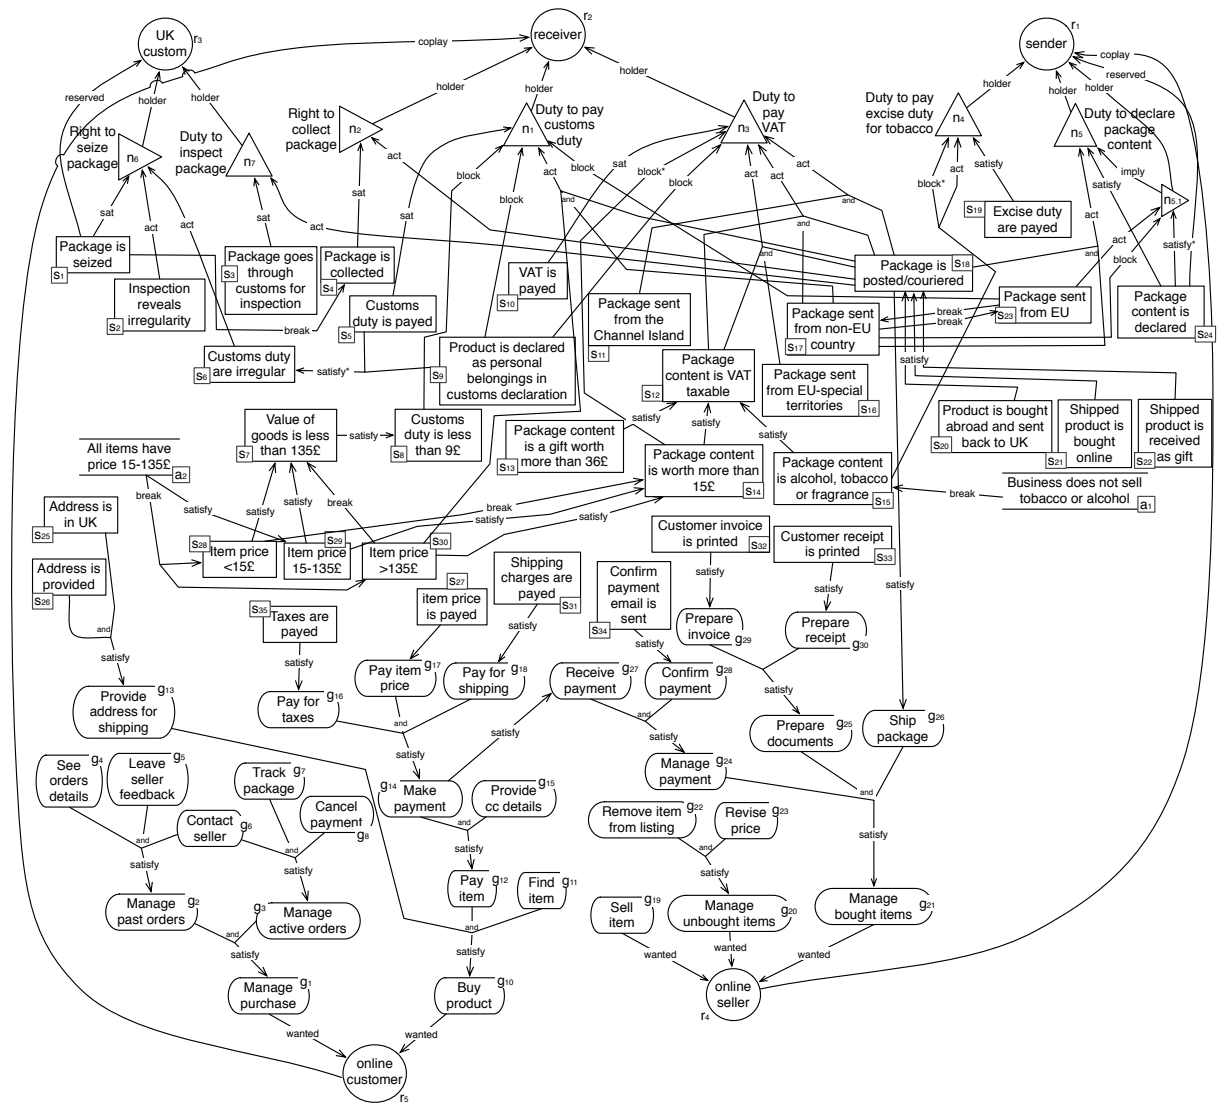 UK
custom
r3
receiver
r2
sender
r1
coplay
coplay
reserved
reserved
holder
holder
holder
holder
holder
holder
holder
holder
Right to
seize
package
n6
Duty to
inspect
package
n7
Right to
collect
package
n2
Duty to pay
customs
duty
n1
Duty to
pay
VAT
n3
Duty to pay
excise duty
for tobacco
n4
Duty to declare
package
content
n5
n5.1
sat
act
act
sat
act
sat
act
sat
block
block
act
block
sat
block*
block
act
act
act
and
and
and
and
block*
act
satisfy
imply
satisfy
act
act
block
satisfy*
Package is
seized
S1
Inspection
reveals
irregularity
S2
Package goes
through
customs for
inspection
S3
Package is
collected
S4
Customs
duty is paid
S5
Customs duty
are irregular
S6
break
satisfy*
VAT is
payed
S10
Product is declared
as personal
belongings in
customs declaration
S9
Package sent
from the
Channel Island
S11
Package
content is VAT
taxable
S12
Package sent
from EU-special
territories
S16
Package sent
from non-EU
country
S17
Package is
posted/couriered
S18
Excise duty
are payed
S19
Package sent
from EU
S23
break
break
Package
content is
declared
S24
satisfy
Value of
goods is less
than 135£
S7
satisfy
Customs
duty is less
than 9£
S8
Package content
is a gift worth
more than 36£
S13
satisfy
satisfy
satisfy
Package content
is worth more than
15£
S14
Package content
is alcohol, tobacco
or fragrance
S15
Product is bought
abroad and sent
back to UK
S20
Shipped
product is
bought
online
S21
Shipped
product is
received
as gift
S22
Business does not sell
tobacco or alcohol
a1
break
All items have
price 15-135£
a2
break
satisfy
satisfy
satisfy
break
break
satisfy
satisfy
Item price
<15£
S28
Item price
15-135£
S29
Item price
>135£
S30
Address is
in UK
S25
Address is
provided
S26
and
satisfy
Taxes are
payed
S35
satisfy
item price
is payed
S27
Shipping
charges are
payed
S31
satisfy
Confirm
payment
email is
sent
S34
satisfy
Customer invoice
is printed
S32
satisfy
Customer receipt
is printed
S33
satisfy
satisfy
Provide
address for
shipping
g13
Pay for
taxes
g16
Pay item
price
g17
Pay for
shipping
g18
and
satisfy
satisfy
Receive
payment
g27
Confirm
payment
g28
and
satisfy
Prepare
invoice
g29
Prepare
receipt
g30
satisfy
Prepare
documents
g25
Ship
package
g26
Manage
payment
g24
and
satisfy
See
orders
details
g4
Leave
seller
feedback
g5
Contact
seller
g6
Track
package
g7
Cancel
payment
g8
and
satisfy
and
satisfy
Make
payment
g14
Provide
cc details
g15
and
satisfy
Remove item
from listing
g22
Revise
price
g23
and
satisfy
Manage
past orders
g2
Manage
active orders
g3
and
satisfy
Pay
item
g12
Find
item
g11
and
satisfy
Sell
item
g19
Manage
unbought items
g20
Manage
bought items
g21
wanted
wanted
wanted
Manage
purchase
g1
Buy
product
g10
wanted
wanted
online
seller
r4
online
customer
r5